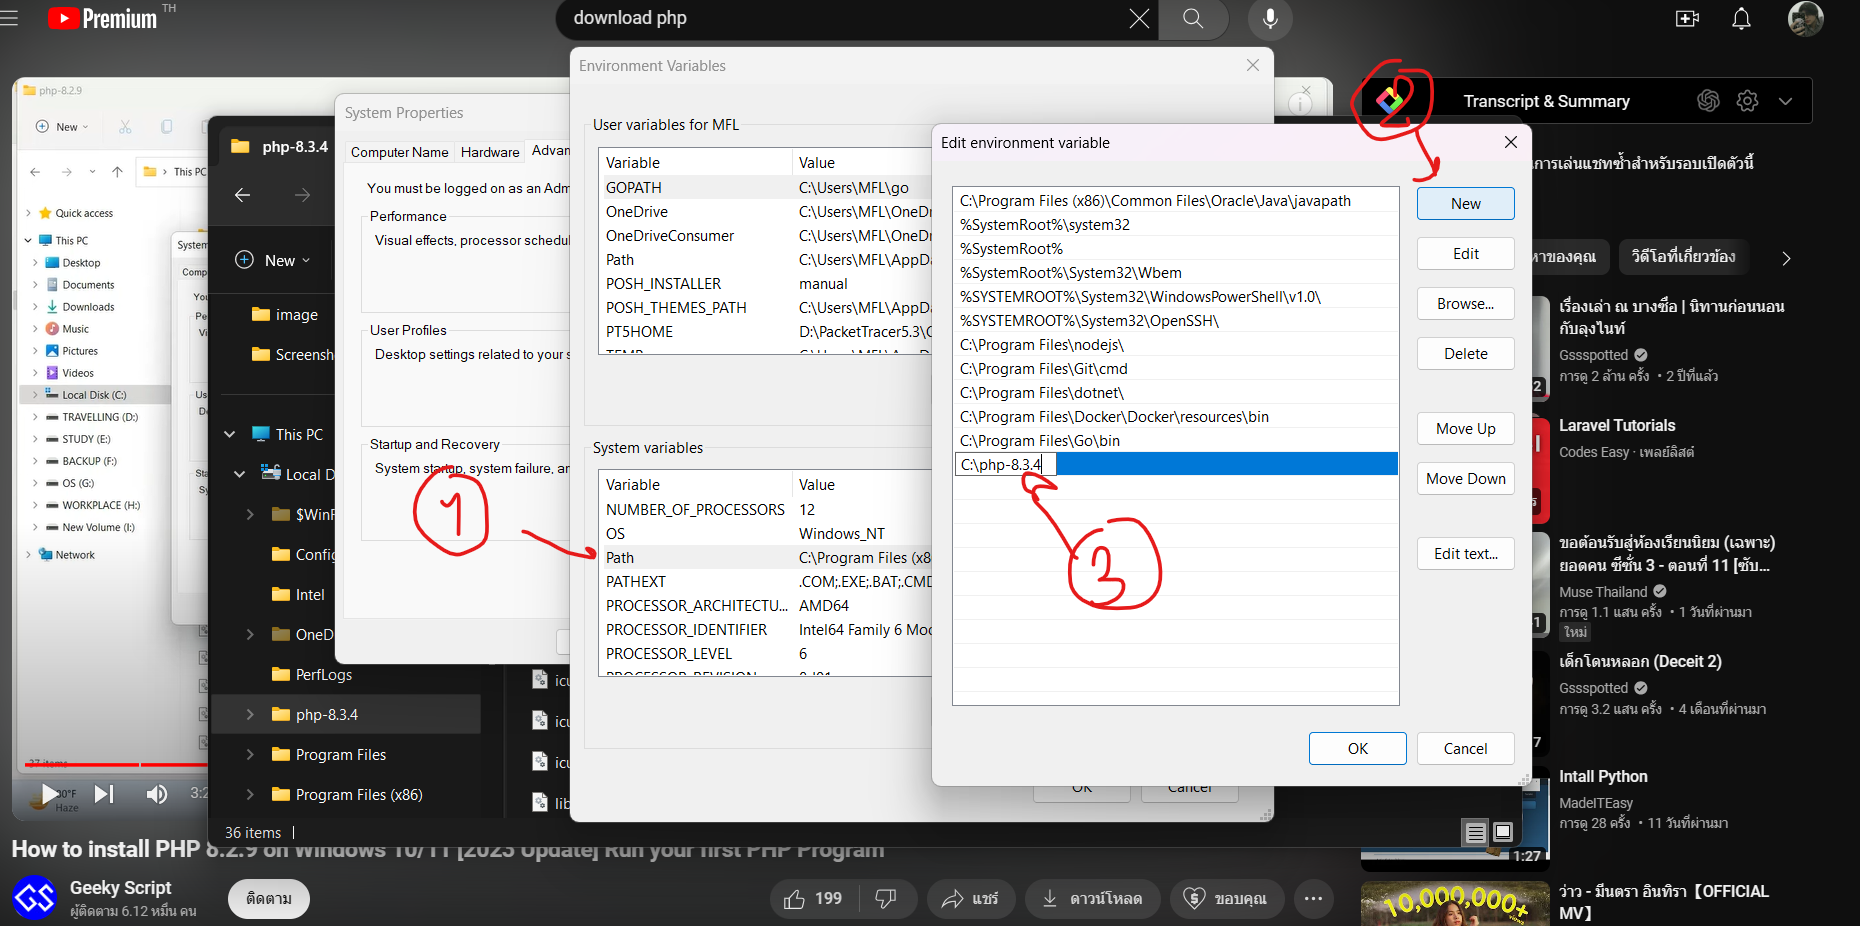 Premium TH
download php
php-8.2.9
New
This PC
Quick access
This PC
Desktop
Documents
Downloads
Music
Pictures
Videos
Local Disk (C:)
TRAVELLING (D:)
STUDY (E:)
BACKUP (F:)
OS (G:)
WORKPLACE (H:)
New Volume (I:)
Network
37 items
System
php-8.3.4
New
image
Screensh
This PC
Local D
Config
Intel
OneD
PerfLogs
php-8.3.4
Program Files
Program Files (x86)
36 items
System Properties
Computer Name
Hardware
Advan
You must be logged on as an Adm
Performance
Visual effects, processor schedul
User Profiles
Desktop settings related to your s
Startup and Recovery
System startup, system failure, an
1
Environment Variables
User variables for MFL
Variable Value
GOPATH C:\Users\MFL\go
OneDrive C:\Users\MFL\OneDr
OneDriveConsumer C:\Users\MFL\OneDr
Path C:\Users\MFL\AppDa
POSH_INSTALLER manual
POSH_THEMES_PATH C:\Users\MFL\AppDa
PT5HOME D:\PacketTracer5.3\C
System variables
Variable Value
NUMBER_OF_PROCESSORS 12
OS Windows_NT
Path C:\Program Files (x8
PATHEXT .COM;.EXE;.BAT;.CMD
PROCESSOR_ARCHITECTU... AMD64
PROCESSOR_IDENTIFIER Intel64 Family 6 Mod
PROCESSOR_LEVEL 6
OK
Cancel
Edit environment variable
C:\Program Files (x86)\Common Files\Oracle\Java\javapath
%SystemRoot%\system32
%SystemRoot%
%SystemRoot%\System32\Wbem
%SYSTEMROOT%\System32\WindowsPowerShell\v1.0\
%SYSTEMROOT%\System32\OpenSSH\
C:\Program Files\nodejs\
C:\Program Files\Git\cmd
C:\Program Files\dotnet\
C:\Program Files\Docker\Docker\resources\bin
C:\Program Files\Go\bin
C:\php-8.3.4
3
2
New
Edit
Browse...
Delete
Move Up
Move Down
Edit text...
OK
Cancel
Transcript & Summary
การเล่นแชทซ้ำสำหรับรอบเปิดตัวนี้
หาของคุณ
วิดีโอที่เกี่ยวข้อง
เรื่องเล่า ณ บางซื่อ | นิทานก่อนนอน
กับลุงไนท์
Gssspotted
การดู 2 ล้าน ครั้ง • 2 ปีที่แล้ว
Laravel Tutorials
Codes Easy · เพลย์ลิสต์
ขอต้อนรับสู่ห้องเรียนนิยม (เฉพาะ)
ยอดคน ซีซั่น 3 - ตอนที่ 11 [ซับ...
Muse Thailand
การดู 1.1 แสน ครั้ง • 1 วันที่ผ่านมา
ใหม่
เด็กโดนหลอก (Deceit 2)
Gssspotted
การดู 3.2 แสน ครั้ง • 4 เดือนที่ผ่านมา
Intall Python
MadeITEasy
การดู 28 ครั้ง • 11 วันที่ผ่านมา
1:27
ว่าว - มีนตรา อินทิรา【OFFICIAL
MV】
10,000,000+
80°F
Haze
3:2
How to install PHP 8.2.9 on Windows 10/11 [2023 Update] Run your first PHP Program
Geeky Script
ผู้ติดตาม 6.12 หมื่น คน
ติดตาม
199
แชร์
ดาวน์โหลด
ขอบคุณ